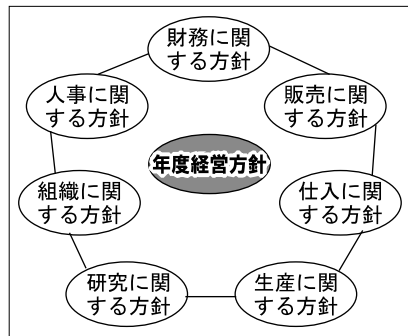 財務に関
する方針
人事に関
する方針
販売に関
する方針
年度経営方針
組織に関
する方針
仕入に関
する方針
研究に関
する方針
生産に関
する方針